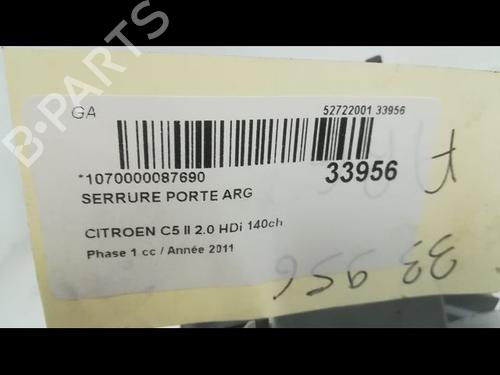 B-PARTS
GA
52722001 33956
*1070000087690
33956
SERRURE PORTE ARG
CITROEN C5 II 2.0 HDi 140ch
Phase 1 cc / Année 2011
33 956